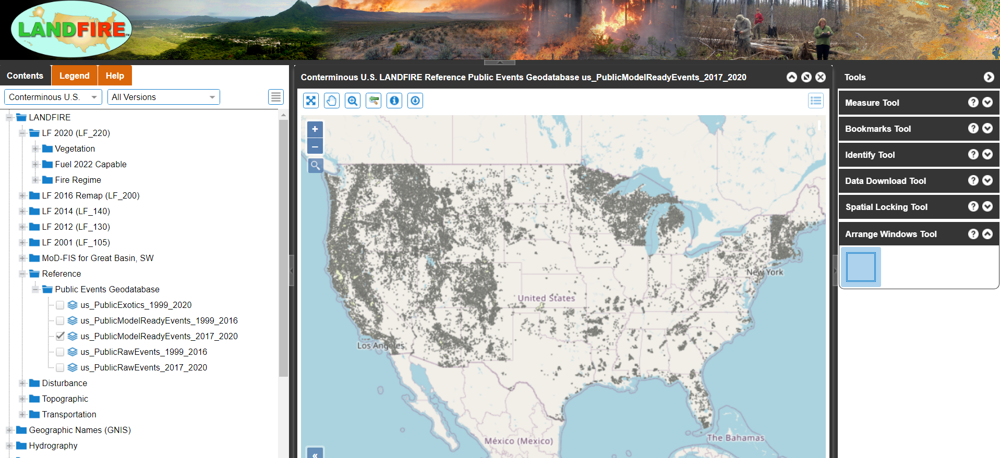 LANDFIRE™
Contents
Legend
Help
Conterminous U.S.
All Versions
LANDFIRE
LF 2020 (LF_220)
Vegetation
Fuel 2022 Capable
Fire Regime
LF 2016 Remap (LF_200)
LF 2014 (LF_140)
LF 2012 (LF_130)
LF 2001 (LF_105)
MoD-FIS for Great Basin, SW
Reference
Public Events Geodatabase
us_PublicExotics_1999_2020
us_PublicModelReadyEvents_1999_2016
us_PublicModelReadyEvents_2017_2020
us_PublicRawEvents_1999_2016
us_PublicRawEvents_2017_2020
Disturbance
Topographic
Transportation
Geographic Names (GNIS)
Hydrography
Conterminous U.S. LANDFIRE Reference Public Events Geodatabase us_PublicModelReadyEvents_2017_2020
+
–
New York
United States
Los Angeles
México (Mexico)
The Bahamas
«
Tools
Measure Tool ?
Bookmarks Tool ?
Identify Tool ?
Data Download Tool ?
Spatial Locking Tool ?
Arrange Windows Tool ?